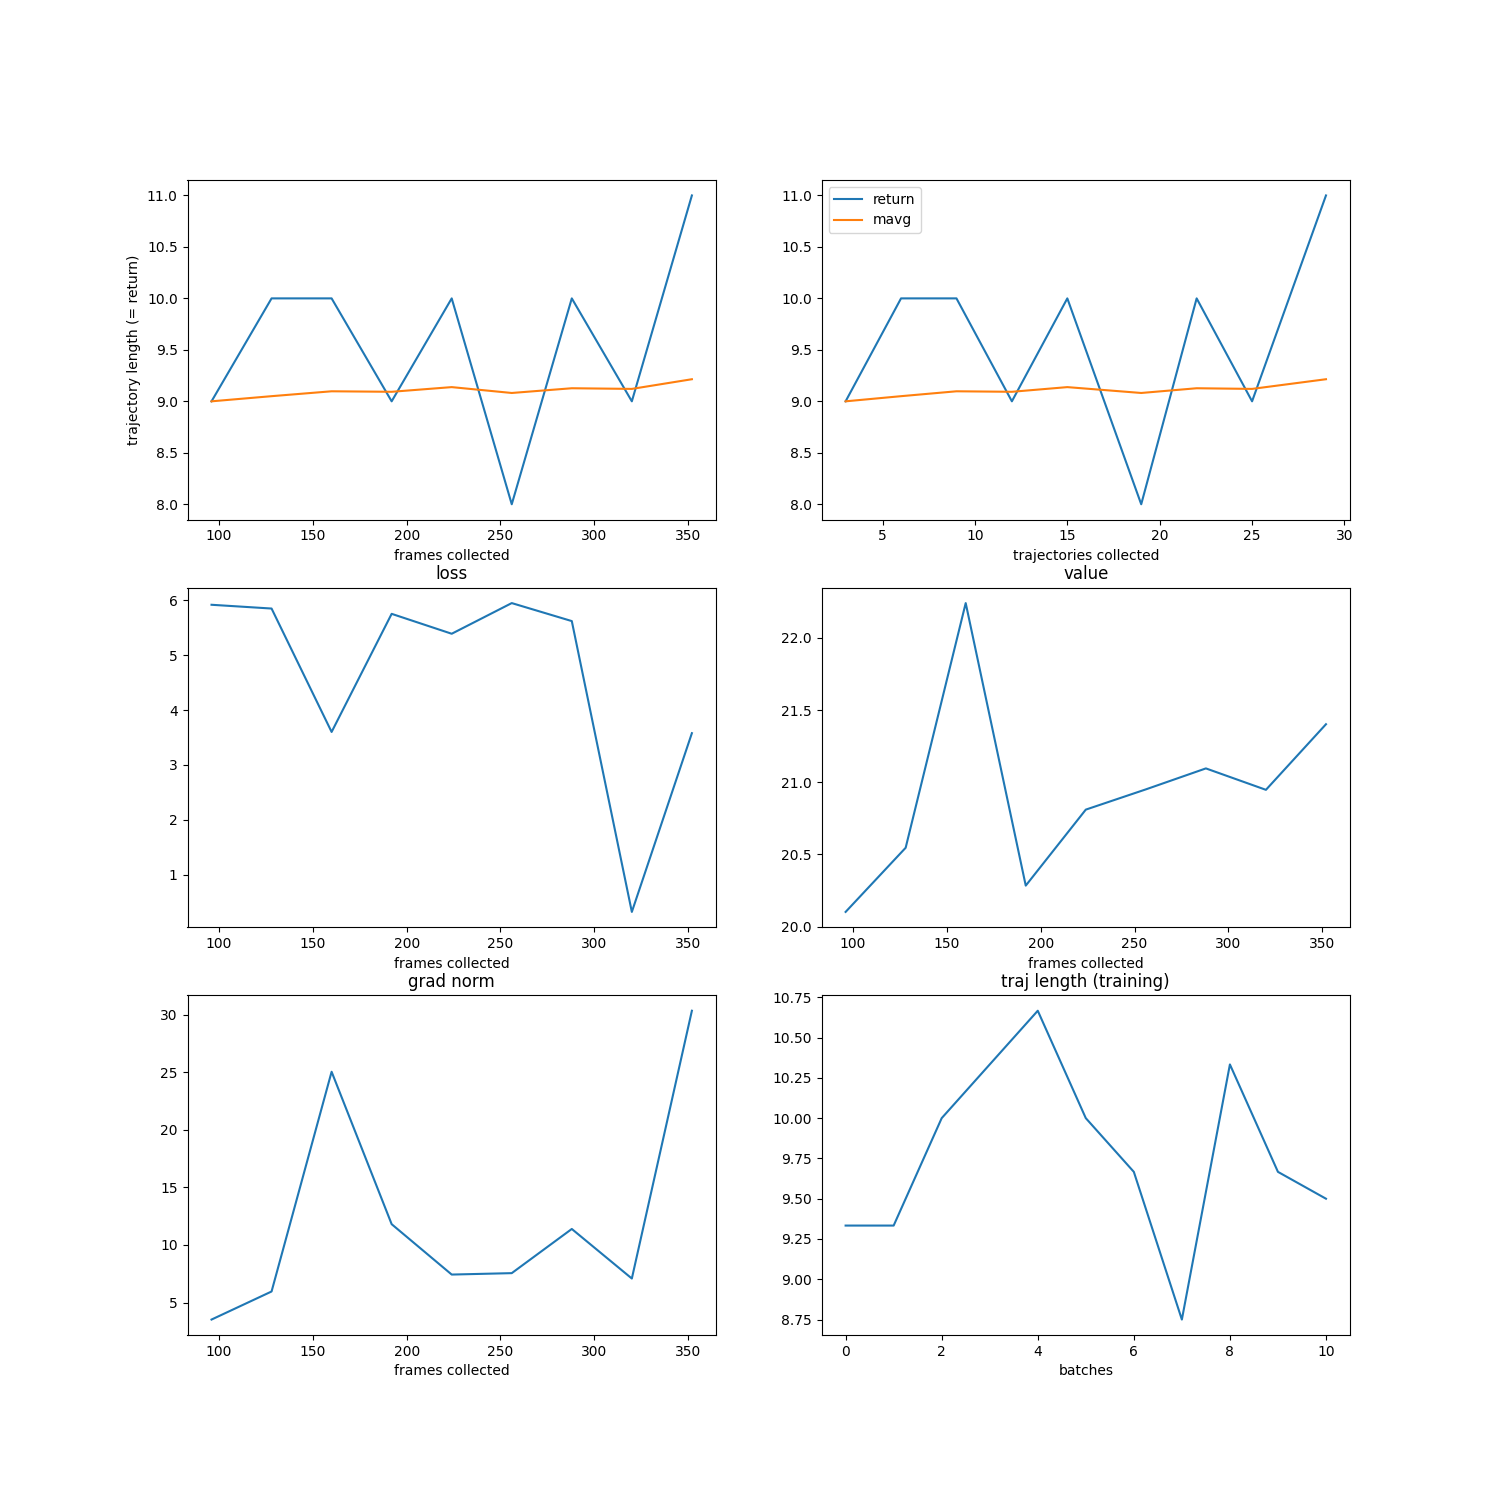 11.0
10.5
10.0
9.5
9.0
8.5
8.0
trajectory length (= return)
100 150 200 250 300 350
frames collected
return
mavg
11.0
10.5
10.0
9.5
9.0
8.5
8.0
5 10 15 20 25 30
trajectories collected
loss
6
5
4
3
2
1
100 150 200 250 300 350
frames collected
value
22.0
21.5
21.0
20.5
20.0
100 150 200 250 300 350
frames collected
grad norm
30
25
20
15
10
5
100 150 200 250 300 350
frames collected
traj length (training)
10.75
10.50
10.25
10.00
9.75
9.50
9.25
9.00
8.75
0 2 4 6 8 10
batches